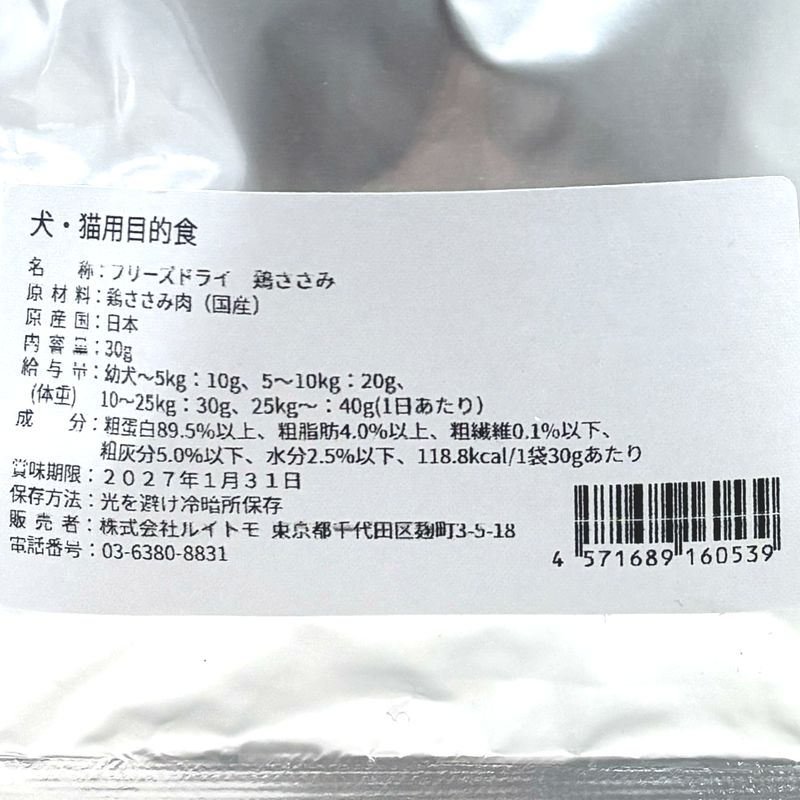 犬・猫用目的食
名 称：フリーズドライ 鶏ささみ
原材料：鶏ささみ肉（国産）
原産国：日本
内容量：30g
給与量：幼犬～5kg：10g、5～10kg：20g、
(体重) 10～25kg：30g、25kg～：40g(1日あたり)
成 分：粗蛋白89.5%以上、粗脂肪4.0%以上、粗繊維0.1%以下、
粗灰分5.0%以下、水分2.5%以下、118.8kcal/1袋30gあたり
賞味期限：２０２７年１月３１日
保存方法：光を避け冷暗所保存
販売者：株式会社ルイトモ 東京都千代田区麹町3-5-18
電話番号：03-6380-8831
4 571689 160539